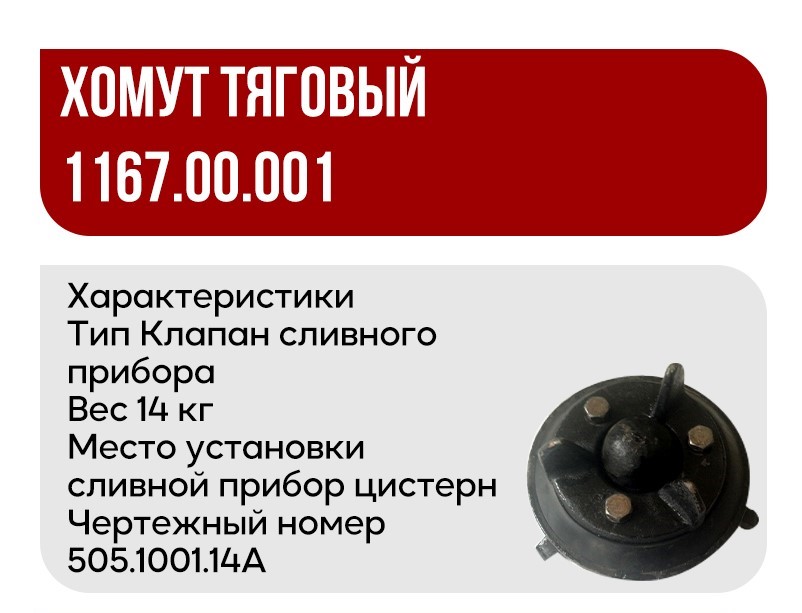 ХОМУТ ТЯГОВЫЙ
1167.00.001
Характеристики
Тип Клапан сливного
прибора
Вес 14 кг
Место установки
сливной прибор цистерн
Чертежный номер
505.1001.14А